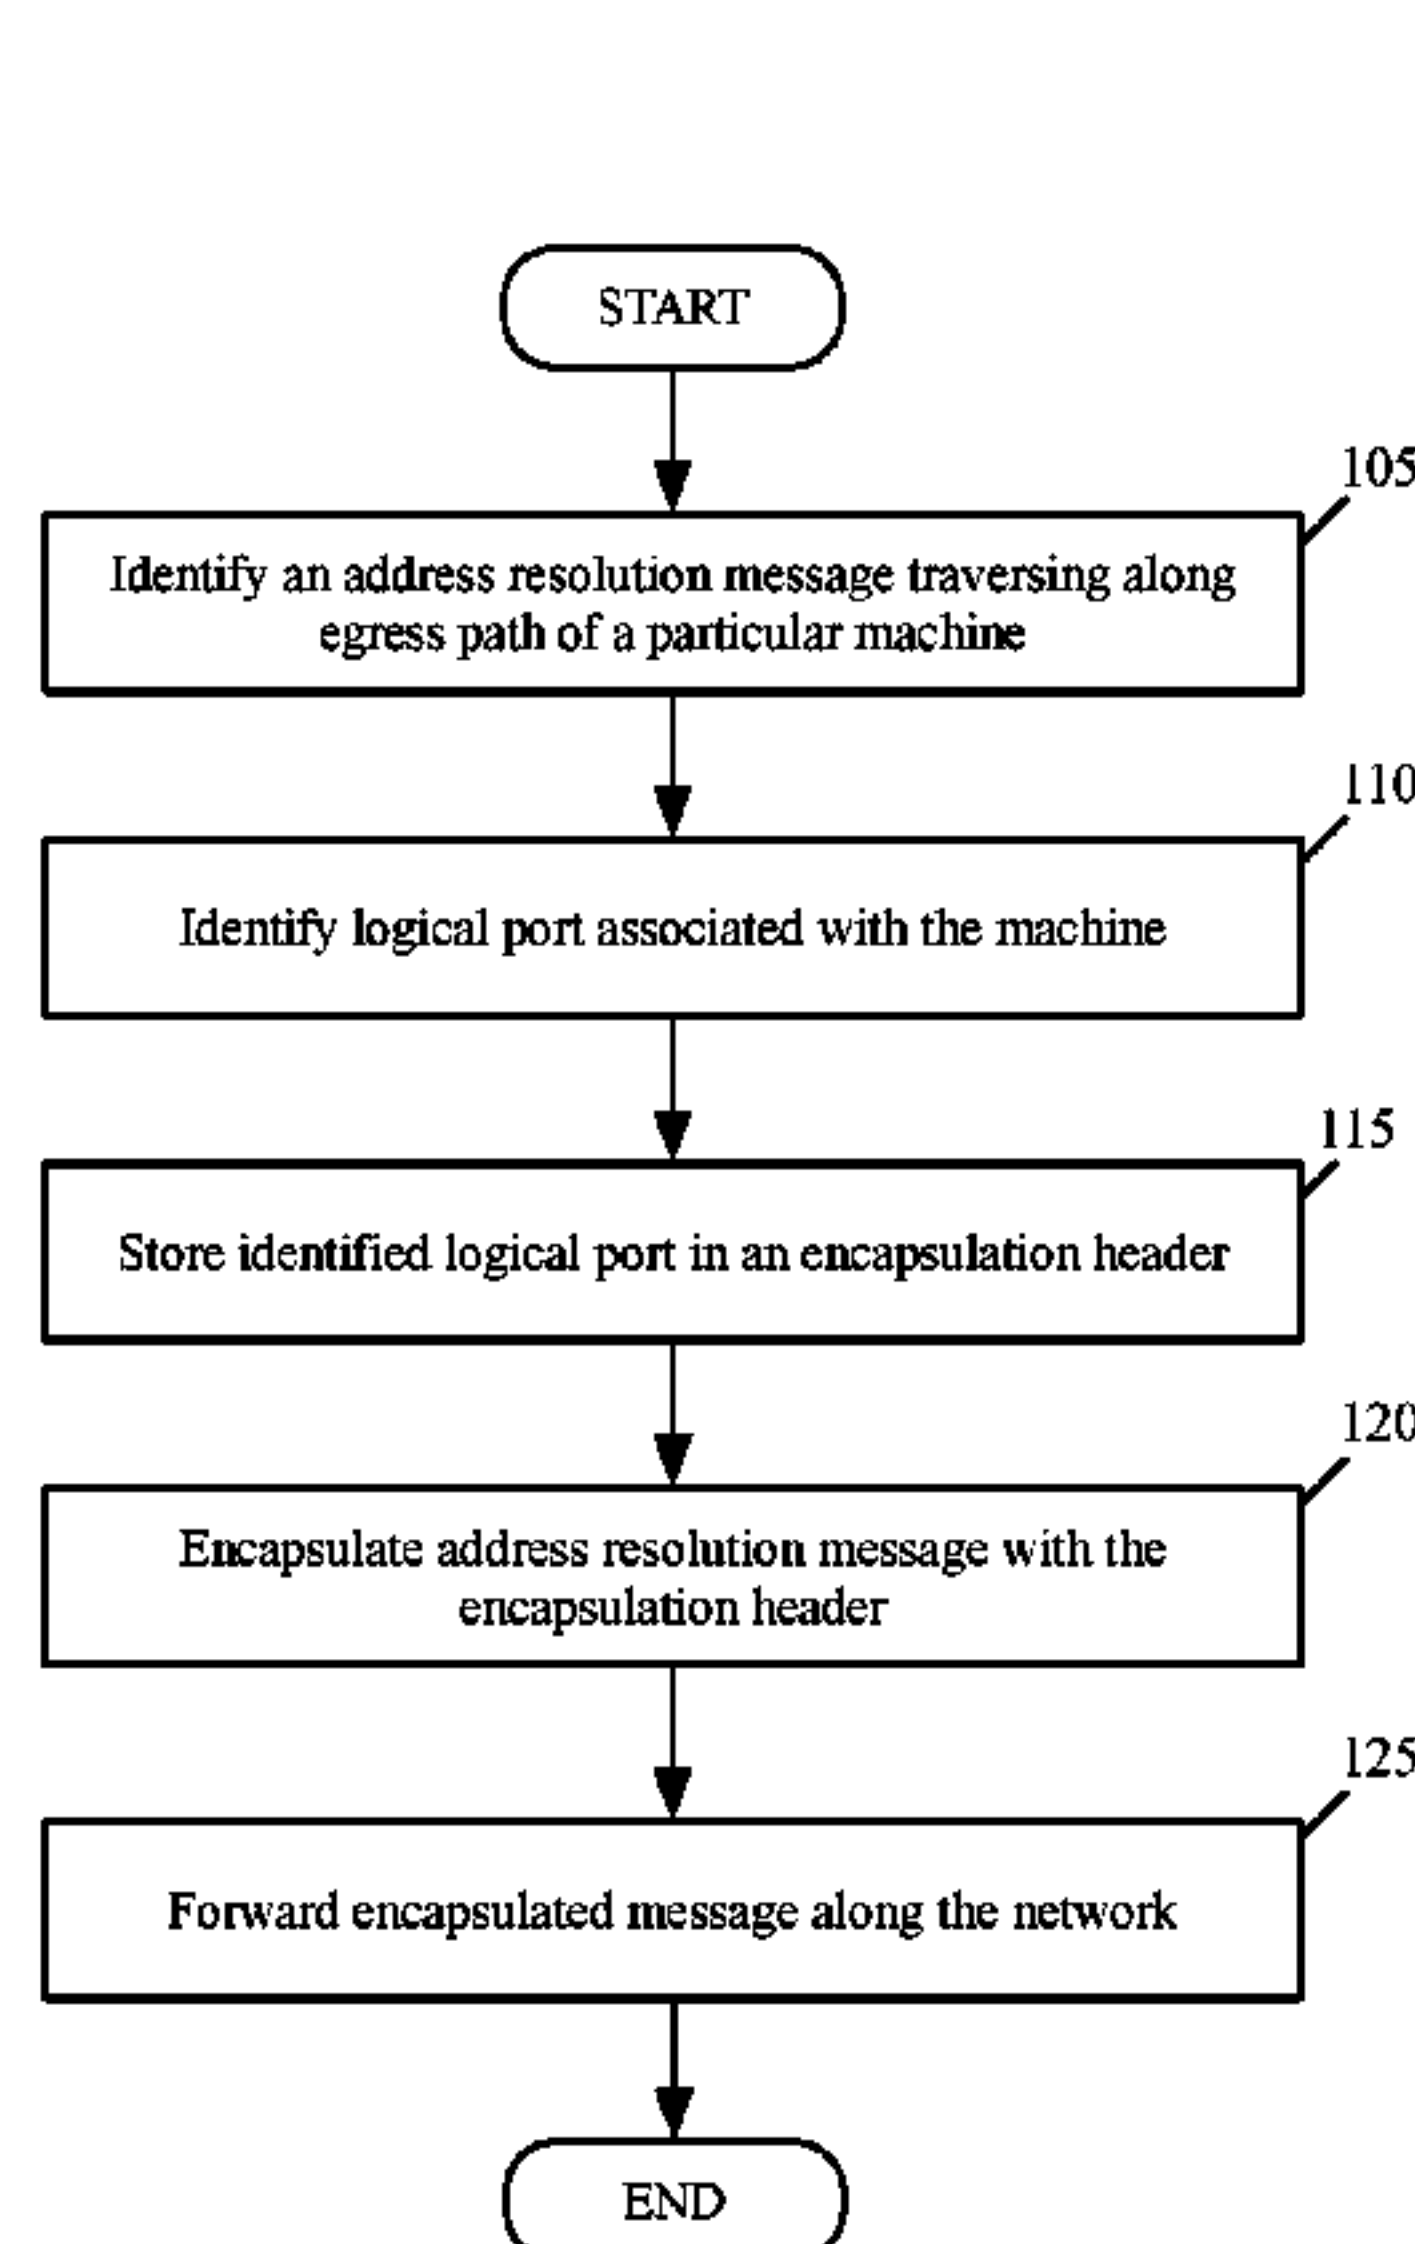 START
105
Identify an address resolution message traversing along
egress path of a particular machine
110
Identify logical port associated with the machine
115
Store identified logical port in an encapsulation header
120
Encapsulate address resolution message with the
encapsulation header
125
Forward encapsulated message along the network
END